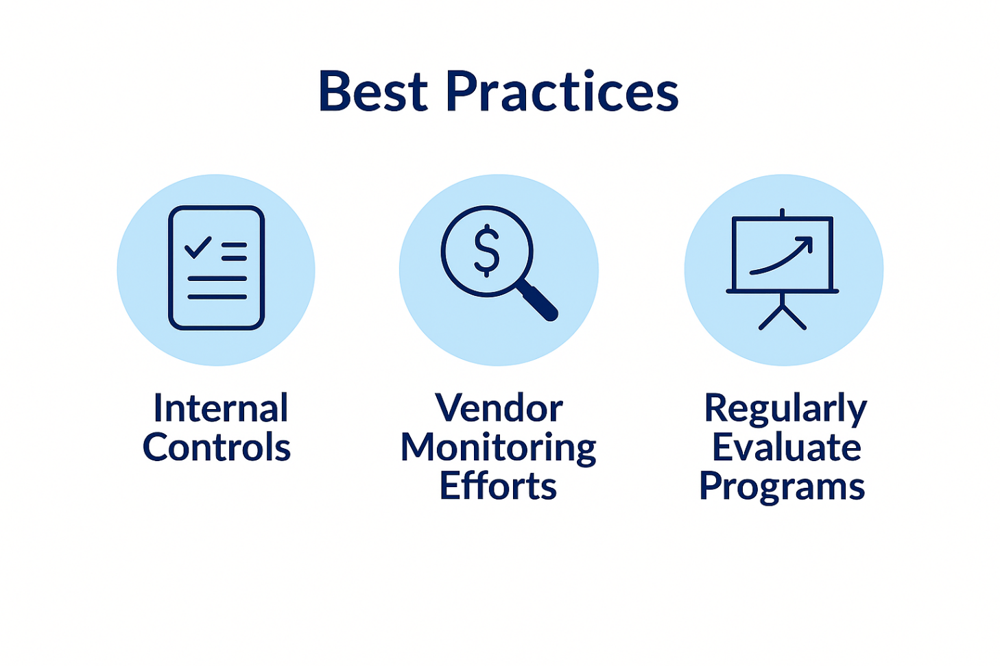 Best Practices
$
Internal
Controls
Vendor
Monitoring
Efforts
Regularly
Evaluate
Programs